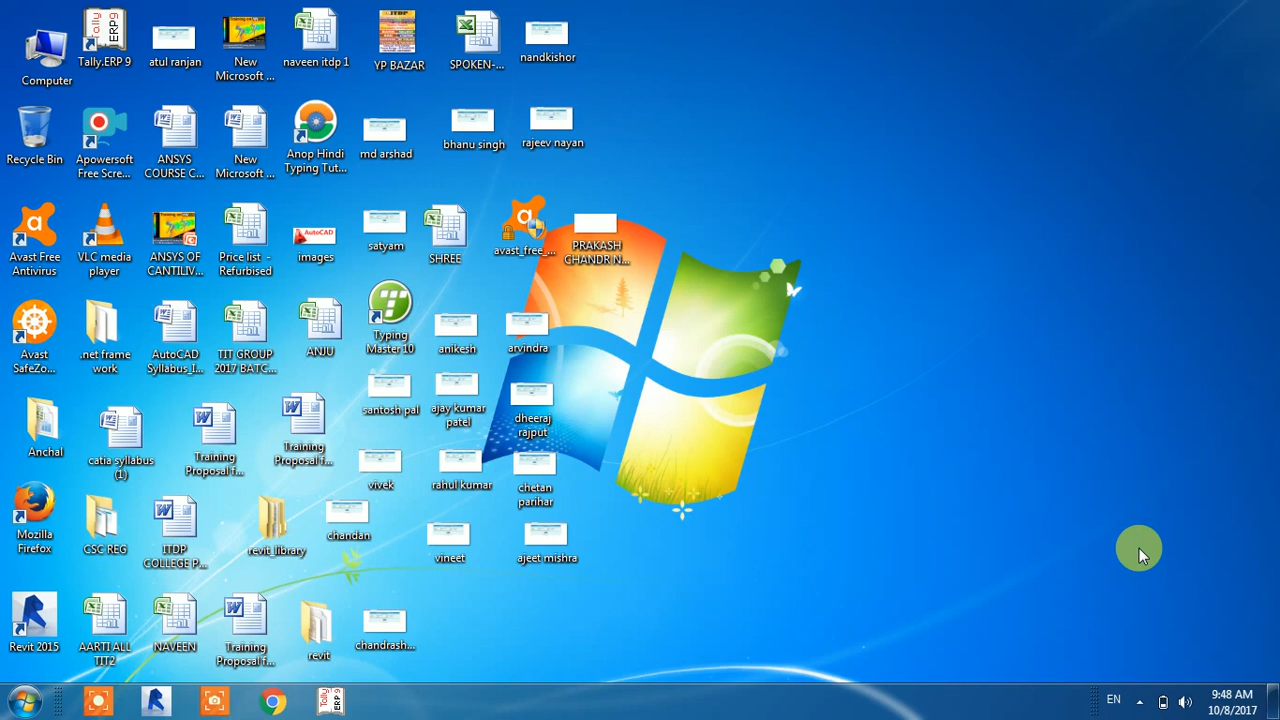 Computer
Tally.ERP 9
atul ranjan
New
Microsoft ...
naveen itdp 1
YP BAZAR
SPOKEN-...
nandkishor
Recycle Bin
Apowersoft
Free Scre...
ANSYS
COURSE C...
New
Microsoft ...
Anop Hindi
Typing Tut...
md arshad
bhanu singh
rajeev nayan
Avast Free
Antivirus
VLC media
player
ANSYS OF
CANTILIV...
Price list -
Refurbised
AutoCAD
images
satyam
SHREE
avast_free_...
PRAKASH
CHANDR N...
Avast
SafeZo...
.net frame
work
AutoCAD
Syllabus_I...
TIT GROUP
2017 BATC...
ANJU
Typing
Master 10
anikesh
arvindra
santosh pal
ajay kumar
patel
dheeraj
rajput
Anchal
catia syllabus
(1)
Training
Proposal f...
Training
Proposal f...
vivek
rahul kumar
chetan
parihar
Mozilla
Firefox
CSC REG
ITDP
COLLEGE P...
revit_library
chandan
vineet
ajeet mishra
Revit 2015
AARTI ALL
TIT2
NAVEEN
Training
Proposal f...
revit
chandrash...
EN
9:48 AM
10/8/2017